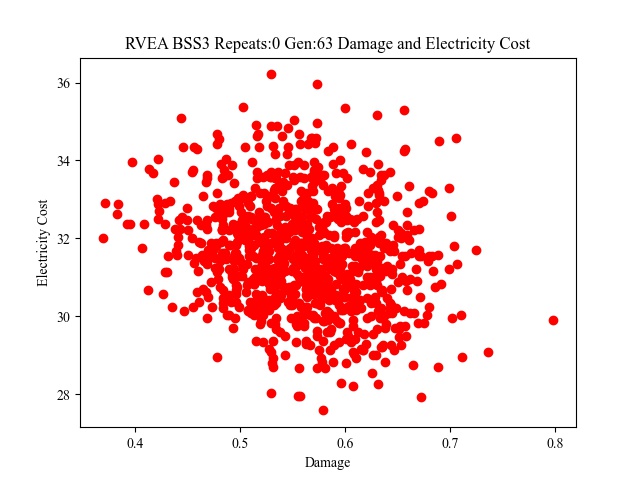 RVEA BSS3 Repeats:0 Gen:63 Damage and Electricity Cost
36
34
32
30
28
Electricity Cost
0.4 0.5 0.6 0.7 0.8
Damage